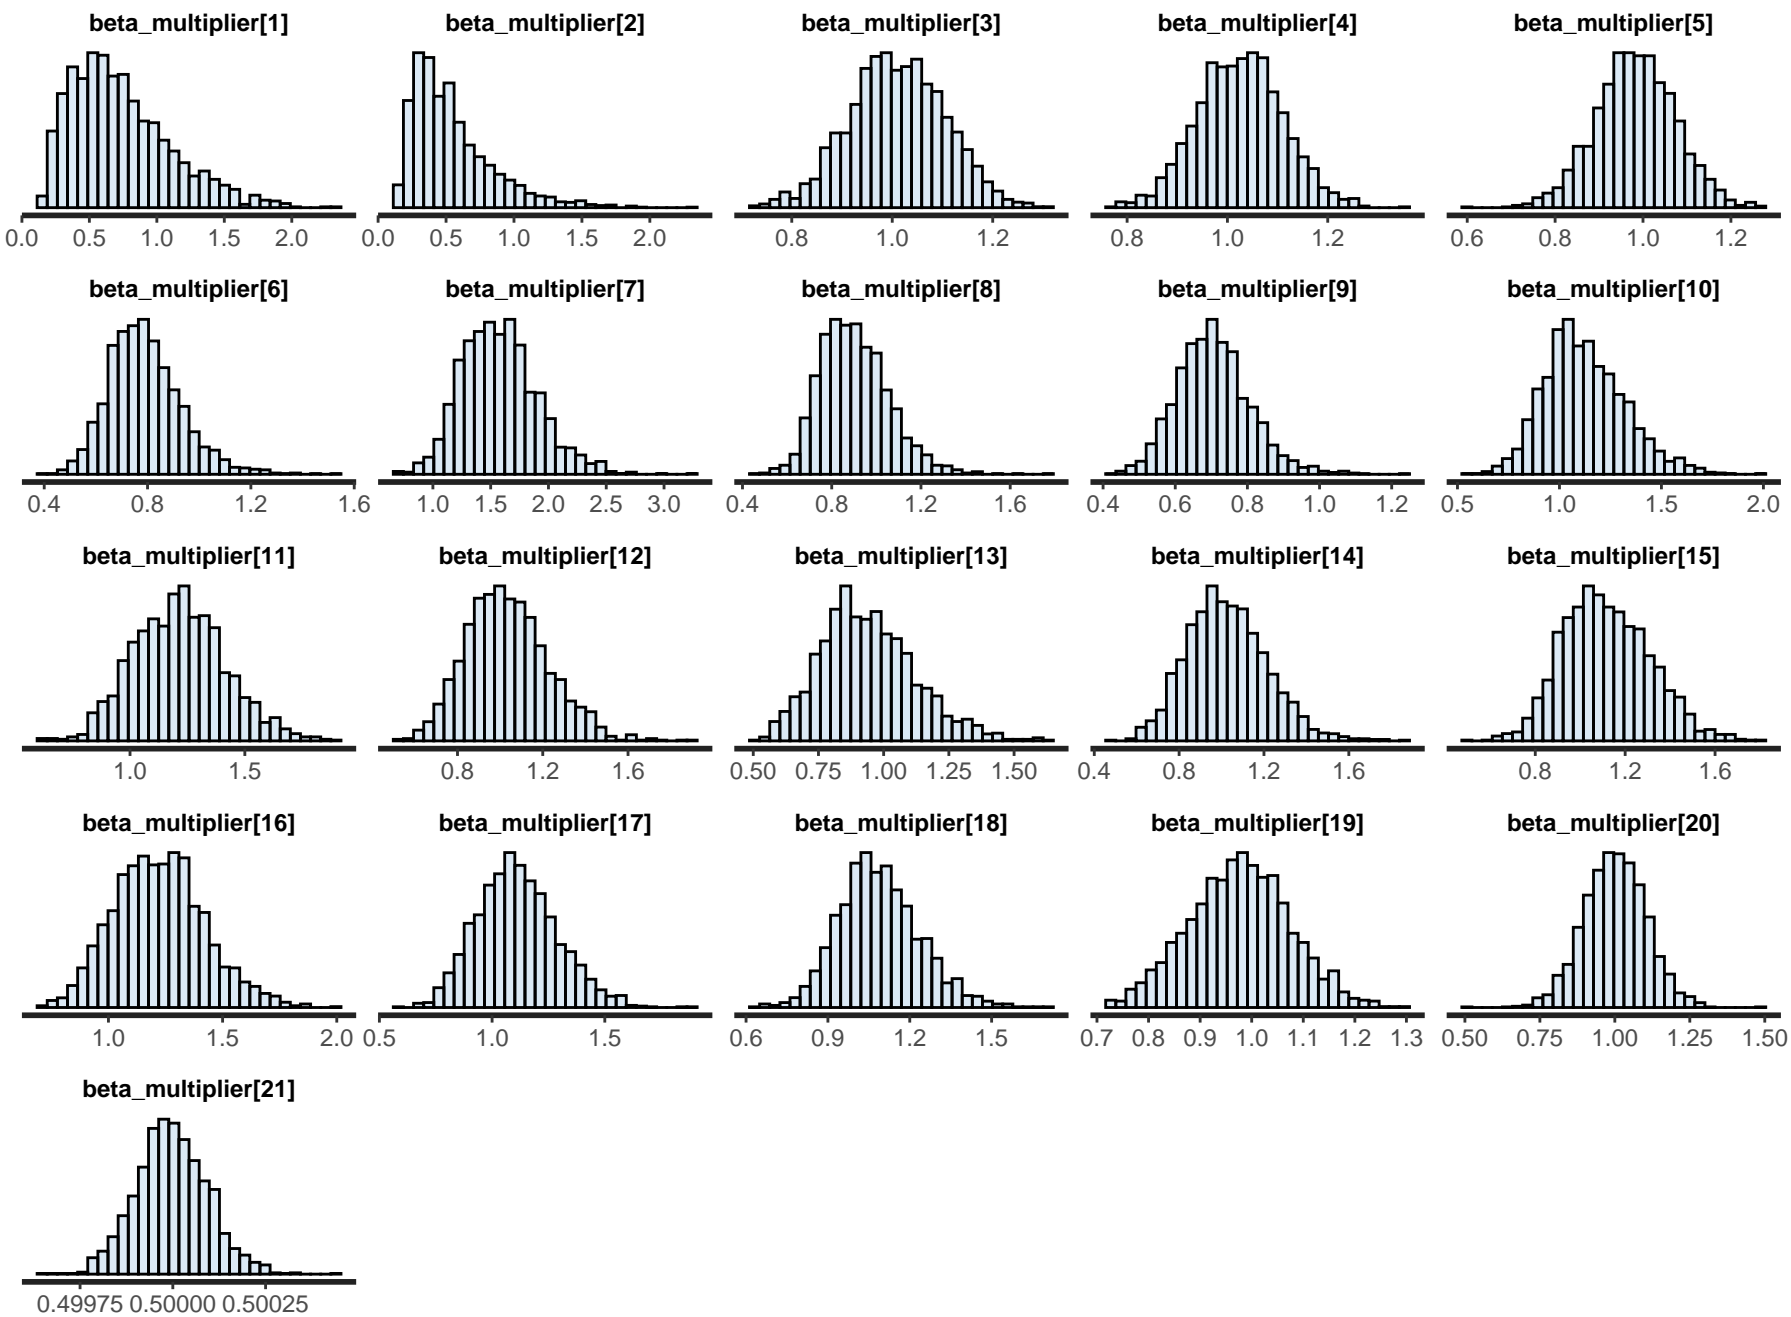 beta_multiplier[1] beta_multiplier[2] beta_multiplier[3] beta_multiplier[4] beta_multiplier[5]
0.0 0.5 1.0 1.5 2.0 0.0 0.5 1.0 1.5 2.0 0.8 1.0 1.2 0.8 1.0 1.2 0.6 0.8 1.0 1.2
beta_multiplier[6] beta_multiplier[7] beta_multiplier[8] beta_multiplier[9] beta_multiplier[10]
0.4 0.8 1.2 1.6 1.0 1.5 2.0 2.5 3.0 0.4 0.8 1.2 1.6 0.4 0.6 0.8 1.0 1.2 0.5 1.0 1.5 2.0
beta_multiplier[11] beta_multiplier[12] beta_multiplier[13] beta_multiplier[14] beta_multiplier[15]
1.0 1.5 0.8 1.2 1.6 0.50 0.75 1.00 1.25 1.50 0.4 0.8 1.2 1.6 0.8 1.2 1.6
beta_multiplier[16] beta_multiplier[17] beta_multiplier[18] beta_multiplier[19] beta_multiplier[20]
1.0 1.5 2.0 0.5 1.0 1.5 0.6 0.9 1.2 1.5 0.7 0.8 0.9 1.0 1.1 1.2 1.3 0.50 0.75 1.00 1.25 1.50
beta_multiplier[21]
0.49975 0.50000 0.50025